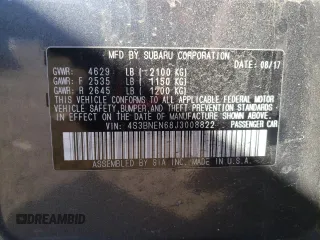 MFD BY SUBARU CORPORATION
08/17
GVWR: 4629 LB ( 2100 KG)
GAWR: F 2535 LB ( 1150 KG)
GAWR: R 2645 LB ( 1200 KG)
THIS VEHICLE CONFORMS TO ALL APPLICABLE FEDERAL
MOTOR VEHICLE SAFETY, BUMPER, AND THEFT PREVENTION STANDARDS
IN EFFECT ON THE DATE OF MANUFACTURE SHOWN ABOVE.
VIN: 4S3BNEN68J3008822 PASSENGER CAR
MFD BY SIA INC. MADE IN U.S.A.
DREAMBID